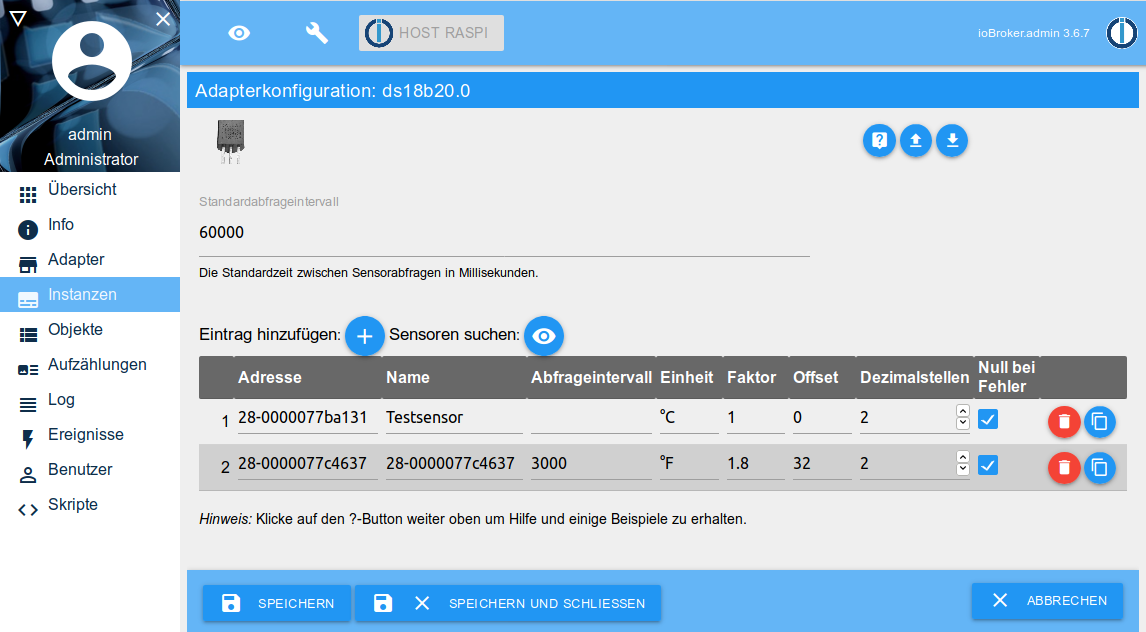 HOST RASPI
ioBroker.admin 3.6.7
admin
Administrator
Übersicht
Info
Adapter
Instanzen
Objekte
Aufzählungen
Log
Ereignisse
Benutzer
Skripte
Adapterkonfiguration: ds18b20.0
Standardabfrageintervall
60000
Die Standardzeit zwischen Sensorabfragen in Millisekunden.
Eintrag hinzufügen: Sensoren suchen:
Adresse Name Abfrageintervall Einheit Faktor Offset Dezimalstellen Null bei Fehler
1 28-0000077ba131 Testsensor °C 1 0 2
2 28-0000077c4637 28-0000077c4637 3000 °F 1.8 32 2
Hinweis: Klicke auf den ?-Button weiter oben um Hilfe und einige Beispiele zu erhalten.
SPEICHERN SPEICHERN UND SCHLIESSEN ABBRECHEN